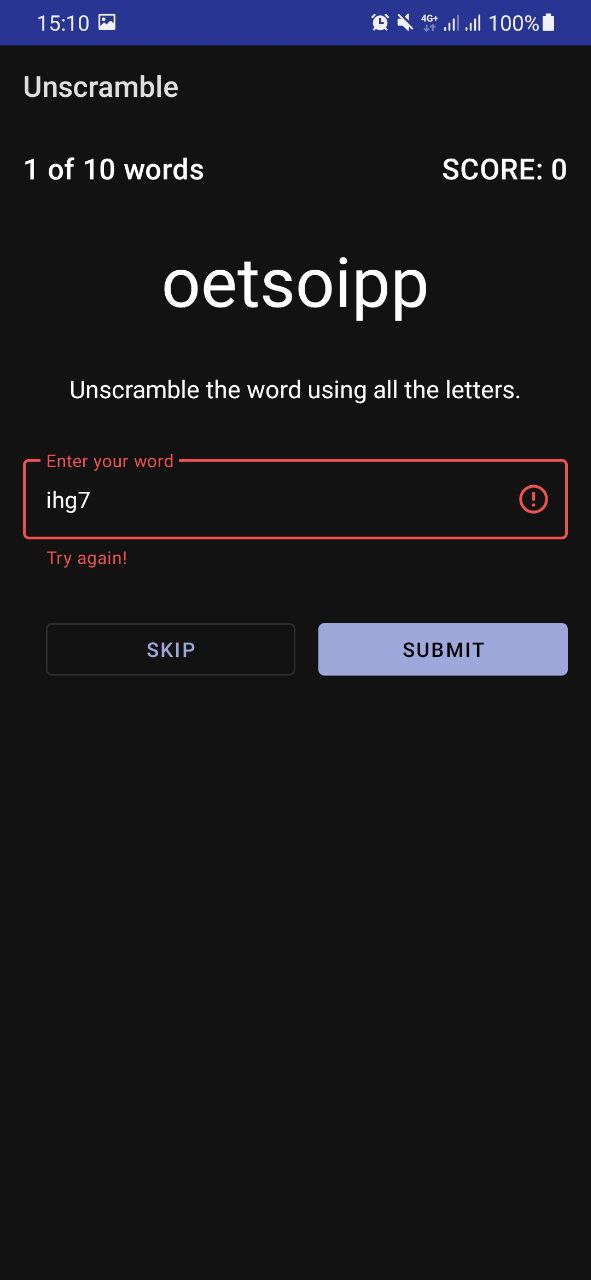 15:10 4G+ 100%
Unscramble
1 of 10 words SCORE: 0
oetsoipp
Unscramble the word using all the letters.
Enter your word
ihg7
Try again!
SKIP SUBMIT